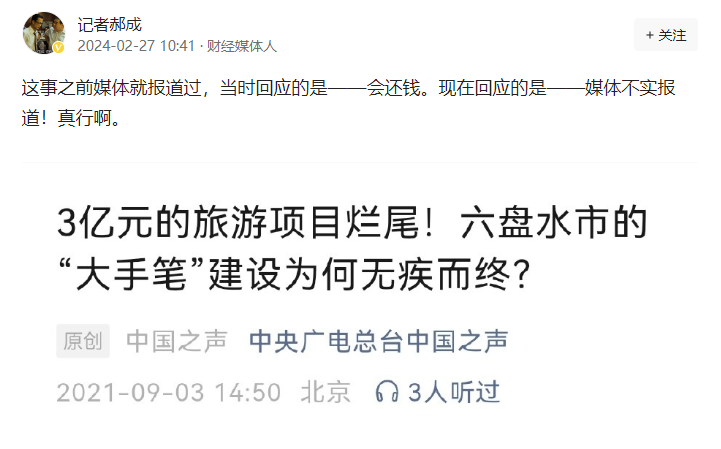 记者郝成
2024-02-27 10:41 · 财经媒体人
+ 关注
这事之前媒体就报道过，当时回应的是——会还钱。现在回应的是——媒体不实报
道！真行啊。
3亿元的旅游项目烂尾！六盘水市的
“大手笔”建设为何无疾而终？
原创 中国之声 中央广电总台中国之声
2021-09-03 14:50 北京 3人听过